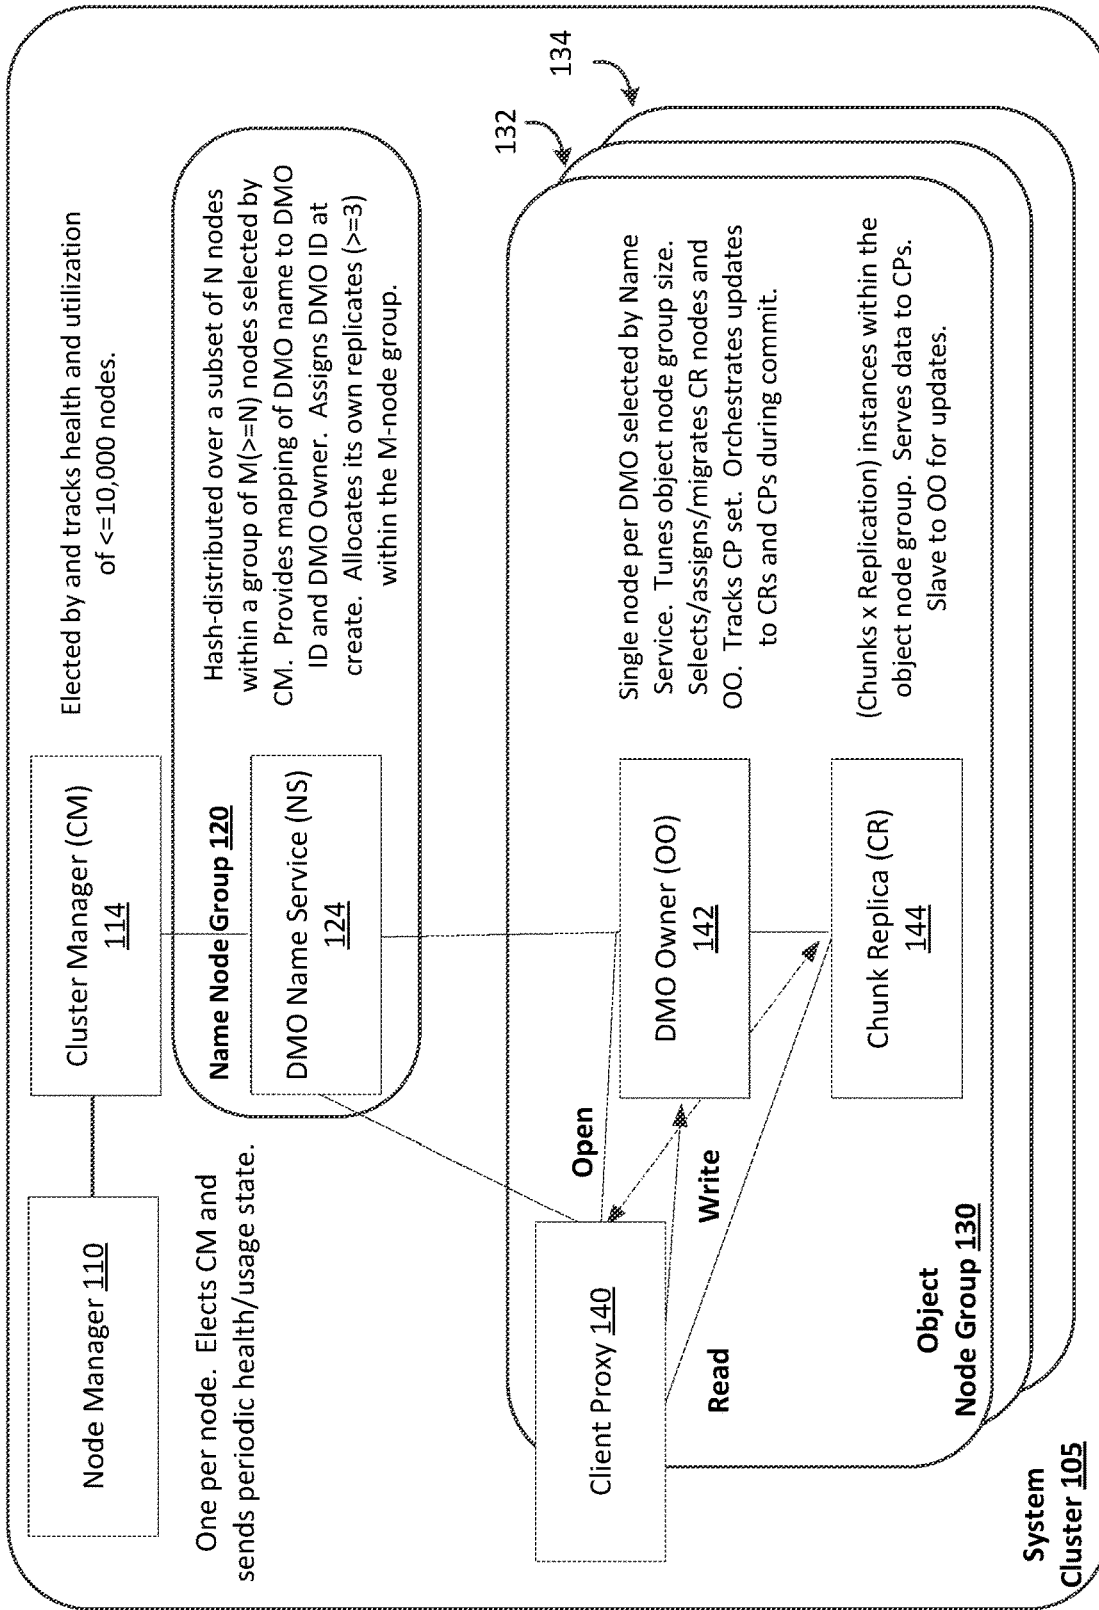 Node Manager 110
One per node. Elects CM and
sends periodic health/usage state.
Cluster Manager (CM)
114
Elected by and tracks health and utilization
of <=10,000 nodes.
Name Node Group 120
DMO Name Service (NS)
124
Hash-distributed over a subset of N nodes
within a group of M(>=N) nodes selected by
CM. Provides mapping of DMO name to DMO
ID and DMO Owner. Assigns DMO ID at
create. Allocates its own replicates (>=3)
within the M-node group.
132
134
Client Proxy 140
Open
Write
Read
DMO Owner (OO)
142
Single node per DMO selected by Name
Service. Tunes object node group size.
Selects/assigns/migrates CR nodes and
OO. Tracks CP set. Orchestrates updates
to CRs and CPs during commit.
Chunk Replica (CR)
144
(Chunks x Replication) instances within the
object node group. Serves data to CPs.
Slave to OO for updates.
Object
Node Group 130
System
Cluster 105